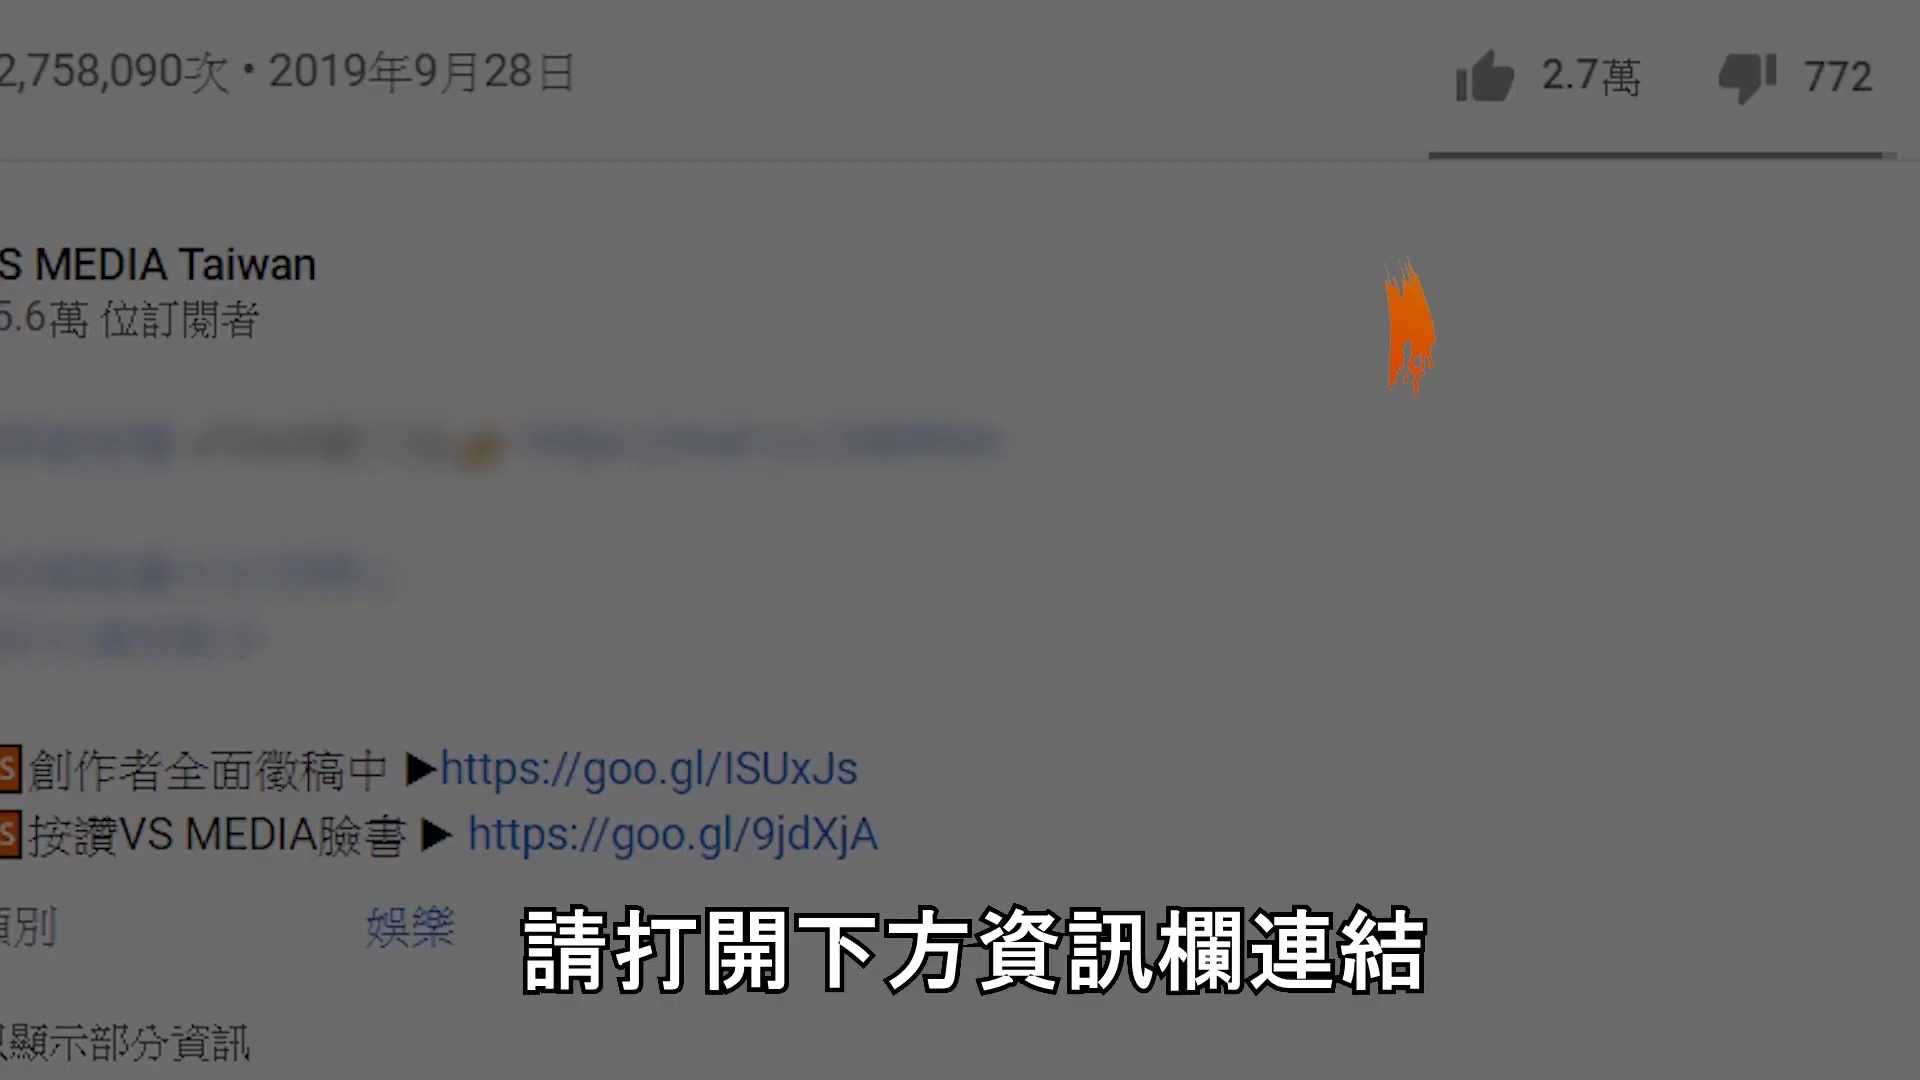 2,758,090次 • 2019年9月28日
2.7萬
772
S MEDIA Taiwan
5.6萬 位訂閱者
S創作者全面徵稿中 ▶https://goo.gl/ISUxJs
S按讚VS MEDIA臉書 ▶ https://goo.gl/9jdXjA
類別
娛樂
請打開下方資訊欄連結
只顯示部分資訊